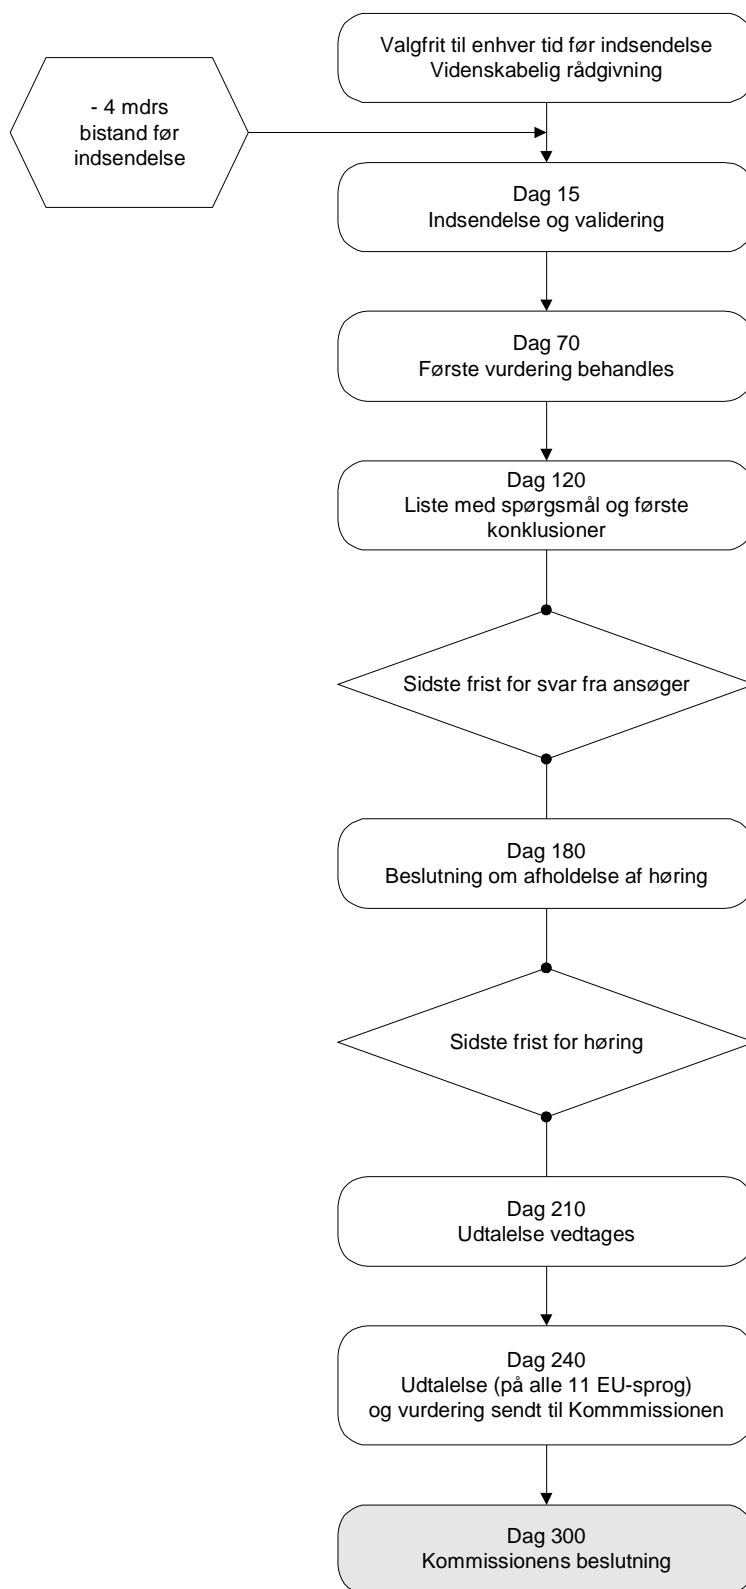 Valgfrit til enhver tid før indsendelse
Videnskabelig rådgivning
- 4 mdrs
bistand før
indsendelse
Dag 15
Indsendelse og validering
Dag 70
Første vurdering behandles
Dag 120
Liste med spørgsmål og første
konklusioner
Sidste frist for svar fra ansøger
Dag 180
Beslutning om afholdelse af høring
Sidste frist for høring
Dag 210
Udtalelse vedtages
Dag 240
Udtalelse (på alle 11 EU-sprog)
og vurdering sendt til Kommmissionen
Dag 300
Kommissionens beslutning